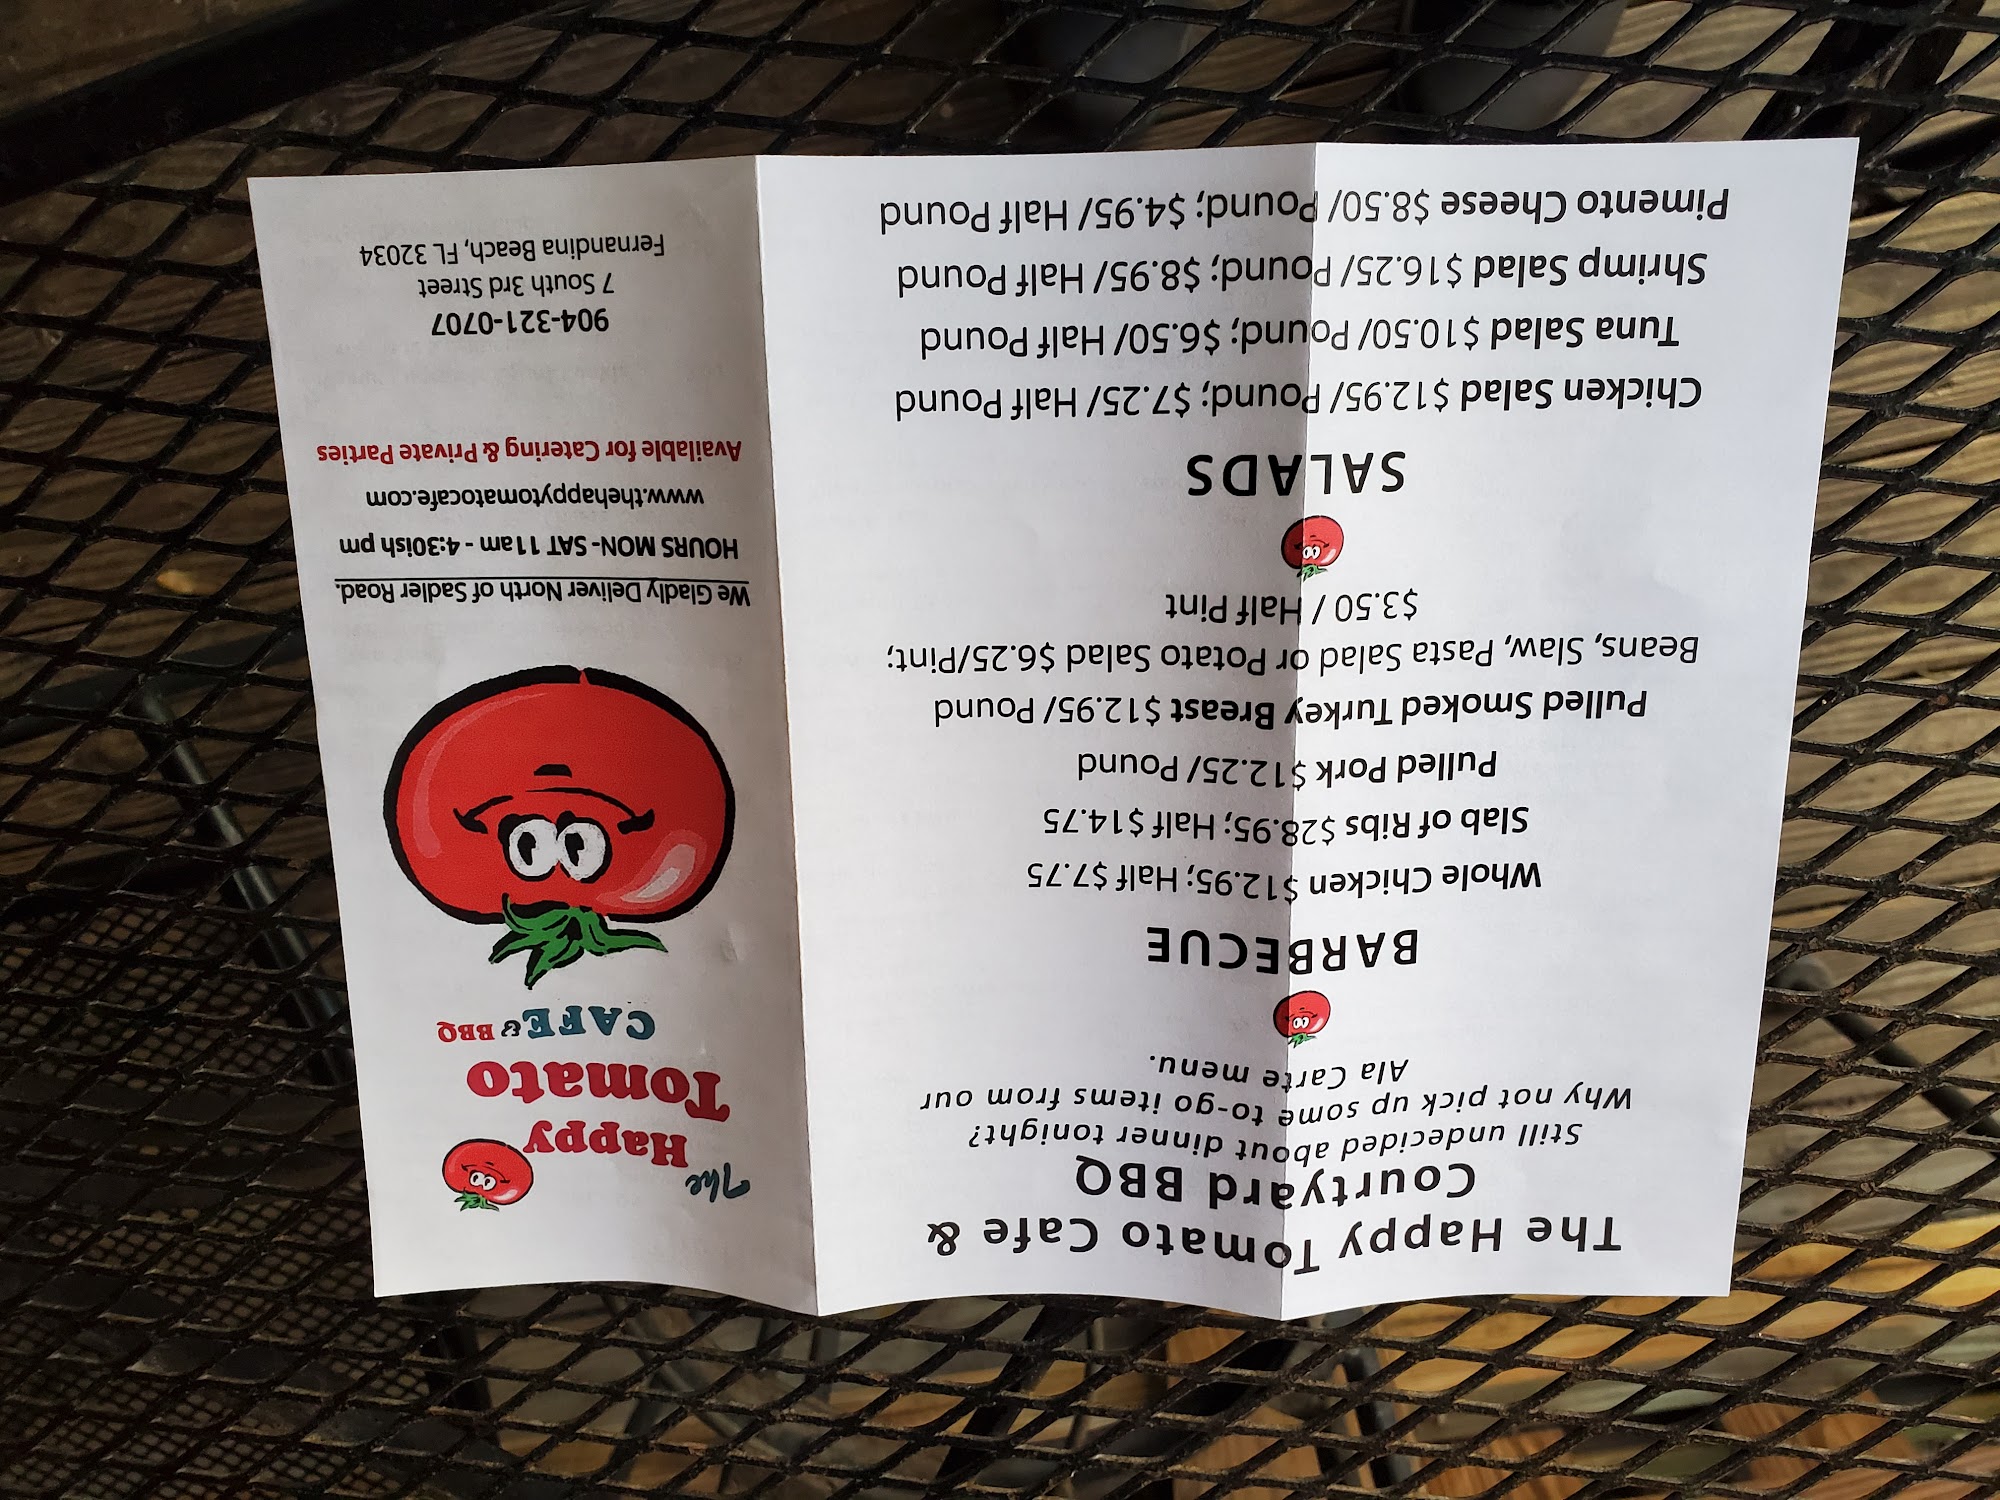 The Happy Tomato Cafe &
Courtyard BBQ
Still undecided about dinner tonight?
Why not pick up some to-go items from our
Ala Carte menu.
BARBECUE
Whole Chicken $12.95; Half $7.75
Slab of Ribs $28.95; Half $14.75
Pulled Pork $12.25/ Pound
Pulled Smoked Turkey Breast $12.95/ Pound
Beans, Slaw, Pasta Salad or Potato Salad $6.25/Pint;
$3.50 / Half Pint
SALADS
Chicken Salad $12.95/ Pound; $7.25/ Half Pound
Tuna Salad $10.50/ Pound; $6.50/ Half Pound
Shrimp Salad $16.25/ Pound; $8.95/ Half Pound
Pimento Cheese $8.50/ Pound; $4.95/ Half Pound
The
Happy
Tomato
CAFE & BBQ
We Gladly Deliver North of Sadler Road.
HOURS MON- SAT 11am - 4:30ish pm
www.thehappytomatocafe.com
Available for Catering & Private Parties
904-321-0707
7 South 3rd Street
Fernandina Beach, FL 32034